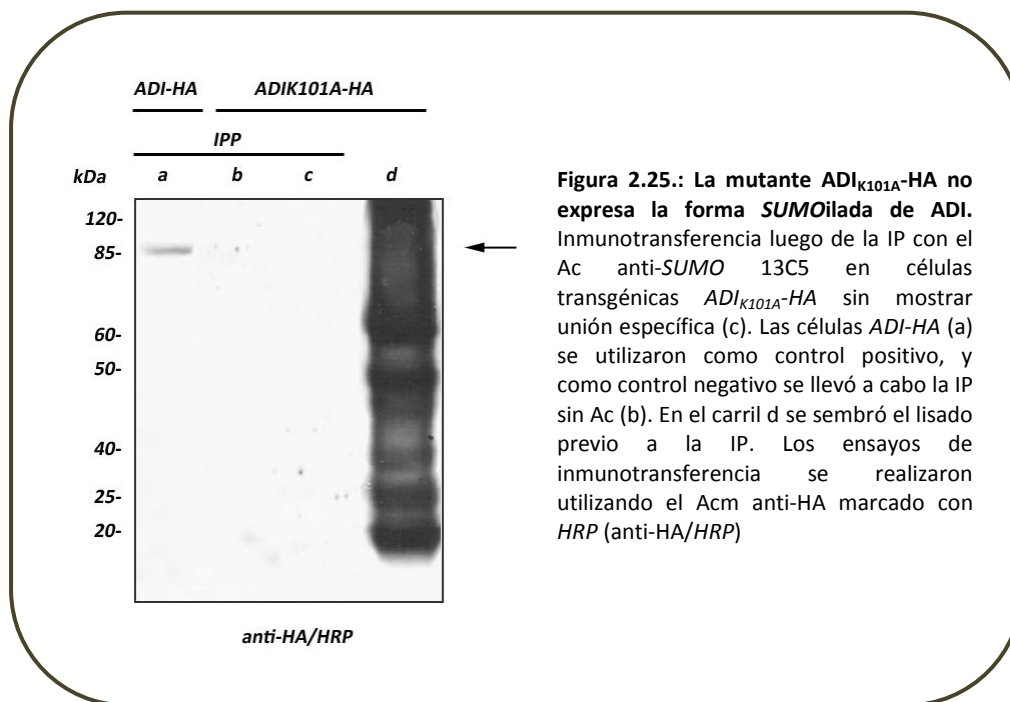 ADI-HA ADIK101A-HA
IPP
kDa a b c d
120-
85-
60-
50-
40-
25-
20-
anti-HA/HRP
Figura 2.25.: La mutante ADIK101A-HA no
expresa la forma SUMOilada de ADI.
Inmunotransferencia luego de la IP con el
Ac anti-SUMO 13C5 en células
transgénicas ADIK101A-HA sin mostrar
unión específica (c). Las células ADI-HA (a)
se utilizaron como control positivo, y
como control negativo se llevó a cabo la IP
sin Ac (b). En el carril d se sembró el lisado
previo a la IP. Los ensayos de
inmunotransferencia se realizaron
utilizando el Acm anti-HA marcado con
HRP (anti-HA/HRP)